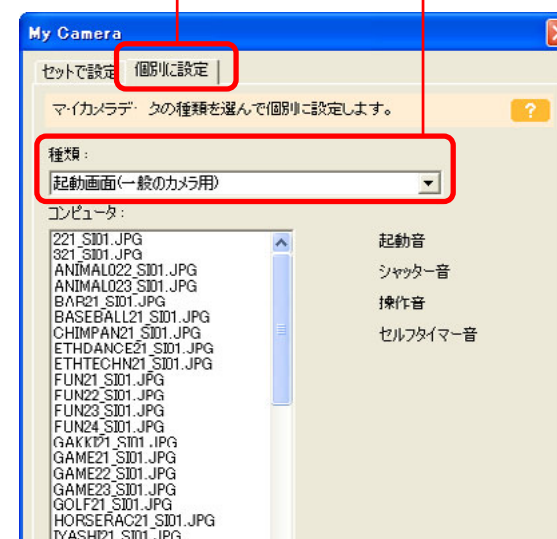 My Camera
セットで設定 個別に設定
マイカメラデータの種類を選んで個別に設定します。 ?
種類:
起動画面(一般のカメラ用)
コンピュータ:
221_SI01.JPG
321_SI01.JPG
ANIMAL022_SI01.JPG
ANIMAL023_SI01.JPG
BAR21_SI01.JPG
BASEBALL21_SI01.JPG
CHIMPAN21_SI01.JPG
ETHDANCE21_SI01.JPG
ETHTECHN21_SI01.JPG
FUN21_SI01.JPG
FUN22_SI01.JPG
FUN23_SI01.JPG
FUN24_SI01.JPG
GAKKI21_SI01.JPG
GAME21_SI01.JPG
GAME22_SI01.JPG
GAME23_SI01.JPG
GOLF21_SI01.JPG
HORSERAC21_SI01.JPG
IYASHI21_SI01.JPG
起動音
シャッター音
操作音
セルフタイマー音